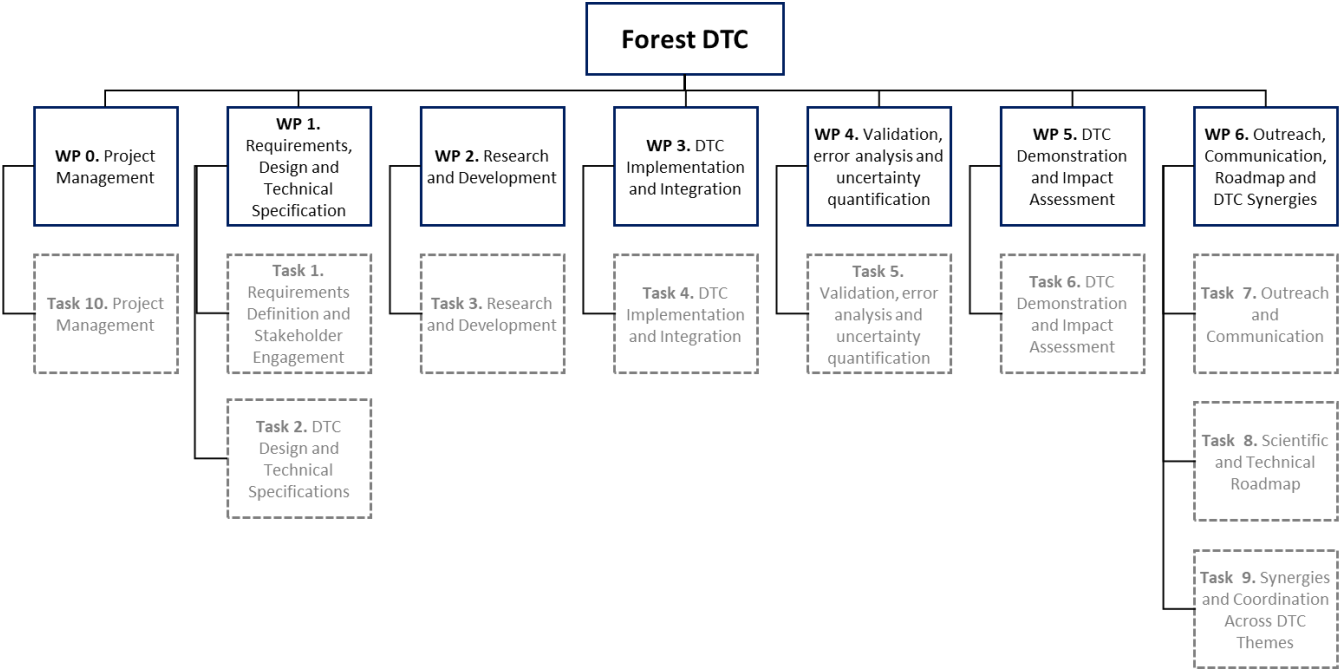 Forest DTC
WP 0. Project
Management
WP 1.
Requirements,
Design and
Technical
Specification
WP 2. Research
and Development
WP 3. DTC
Implementation
and Integration
WP 4. Validation,
error analysis and
uncertainty
quantification
WP 5. DTC
Demonstration
and Impact
Assessment
WP 6. Outreach,
Communication,
Roadmap and
DTC Synergies
Task 10. Project
Management
Task 1.
Requirements
Definition and
Stakeholder
Engagement
Task 3. Research
and Development
Task 4. DTC
Implementation
and Integration
Task 5.
Validation, error
analysis and
uncertainty
quantification
Task 6. DTC
Demonstration
and Impact
Assessment
Task 7. Outreach
and
Communication
Task 2. DTC
Design and
Technical
Specifications
Task 8. Scientific
and Technical
Roadmap
Task 9. Synergies
and Coordination
Across DTC
Themes